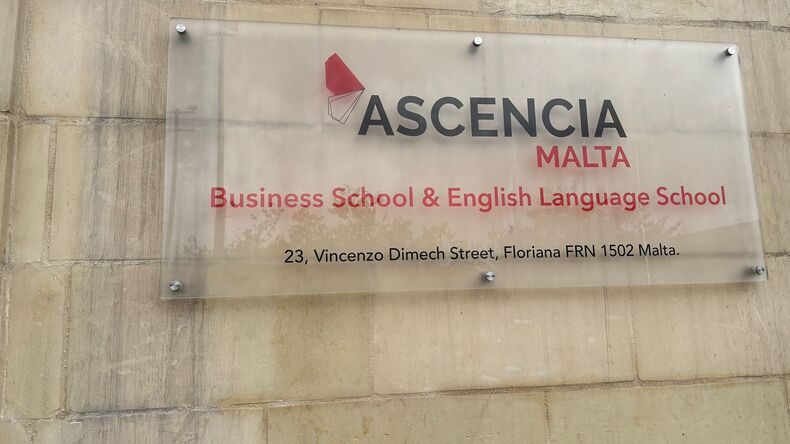 ASCENCIA
MALTA
Business School & English Language School
23, Vincenzo Dimech Street, Floriana FRN 1502 Malta.